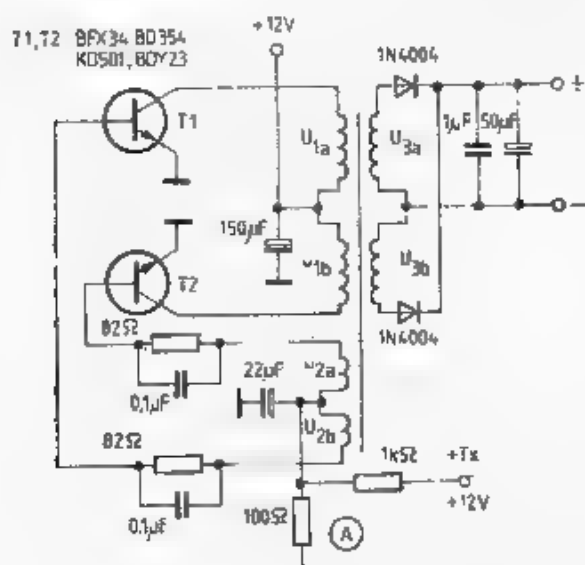 T1,T2 BFX34 BD354
KD501, BDY23
+12V
1N4004
T1
U1a
U3a
1µF
50µF
+
150µF
T2
U1b
U3b
1N4004
82Ω
0,1µF
22µF
U2a
U2b
82Ω
0,1µF
1kΩ
+Tx
+12V
100Ω
A